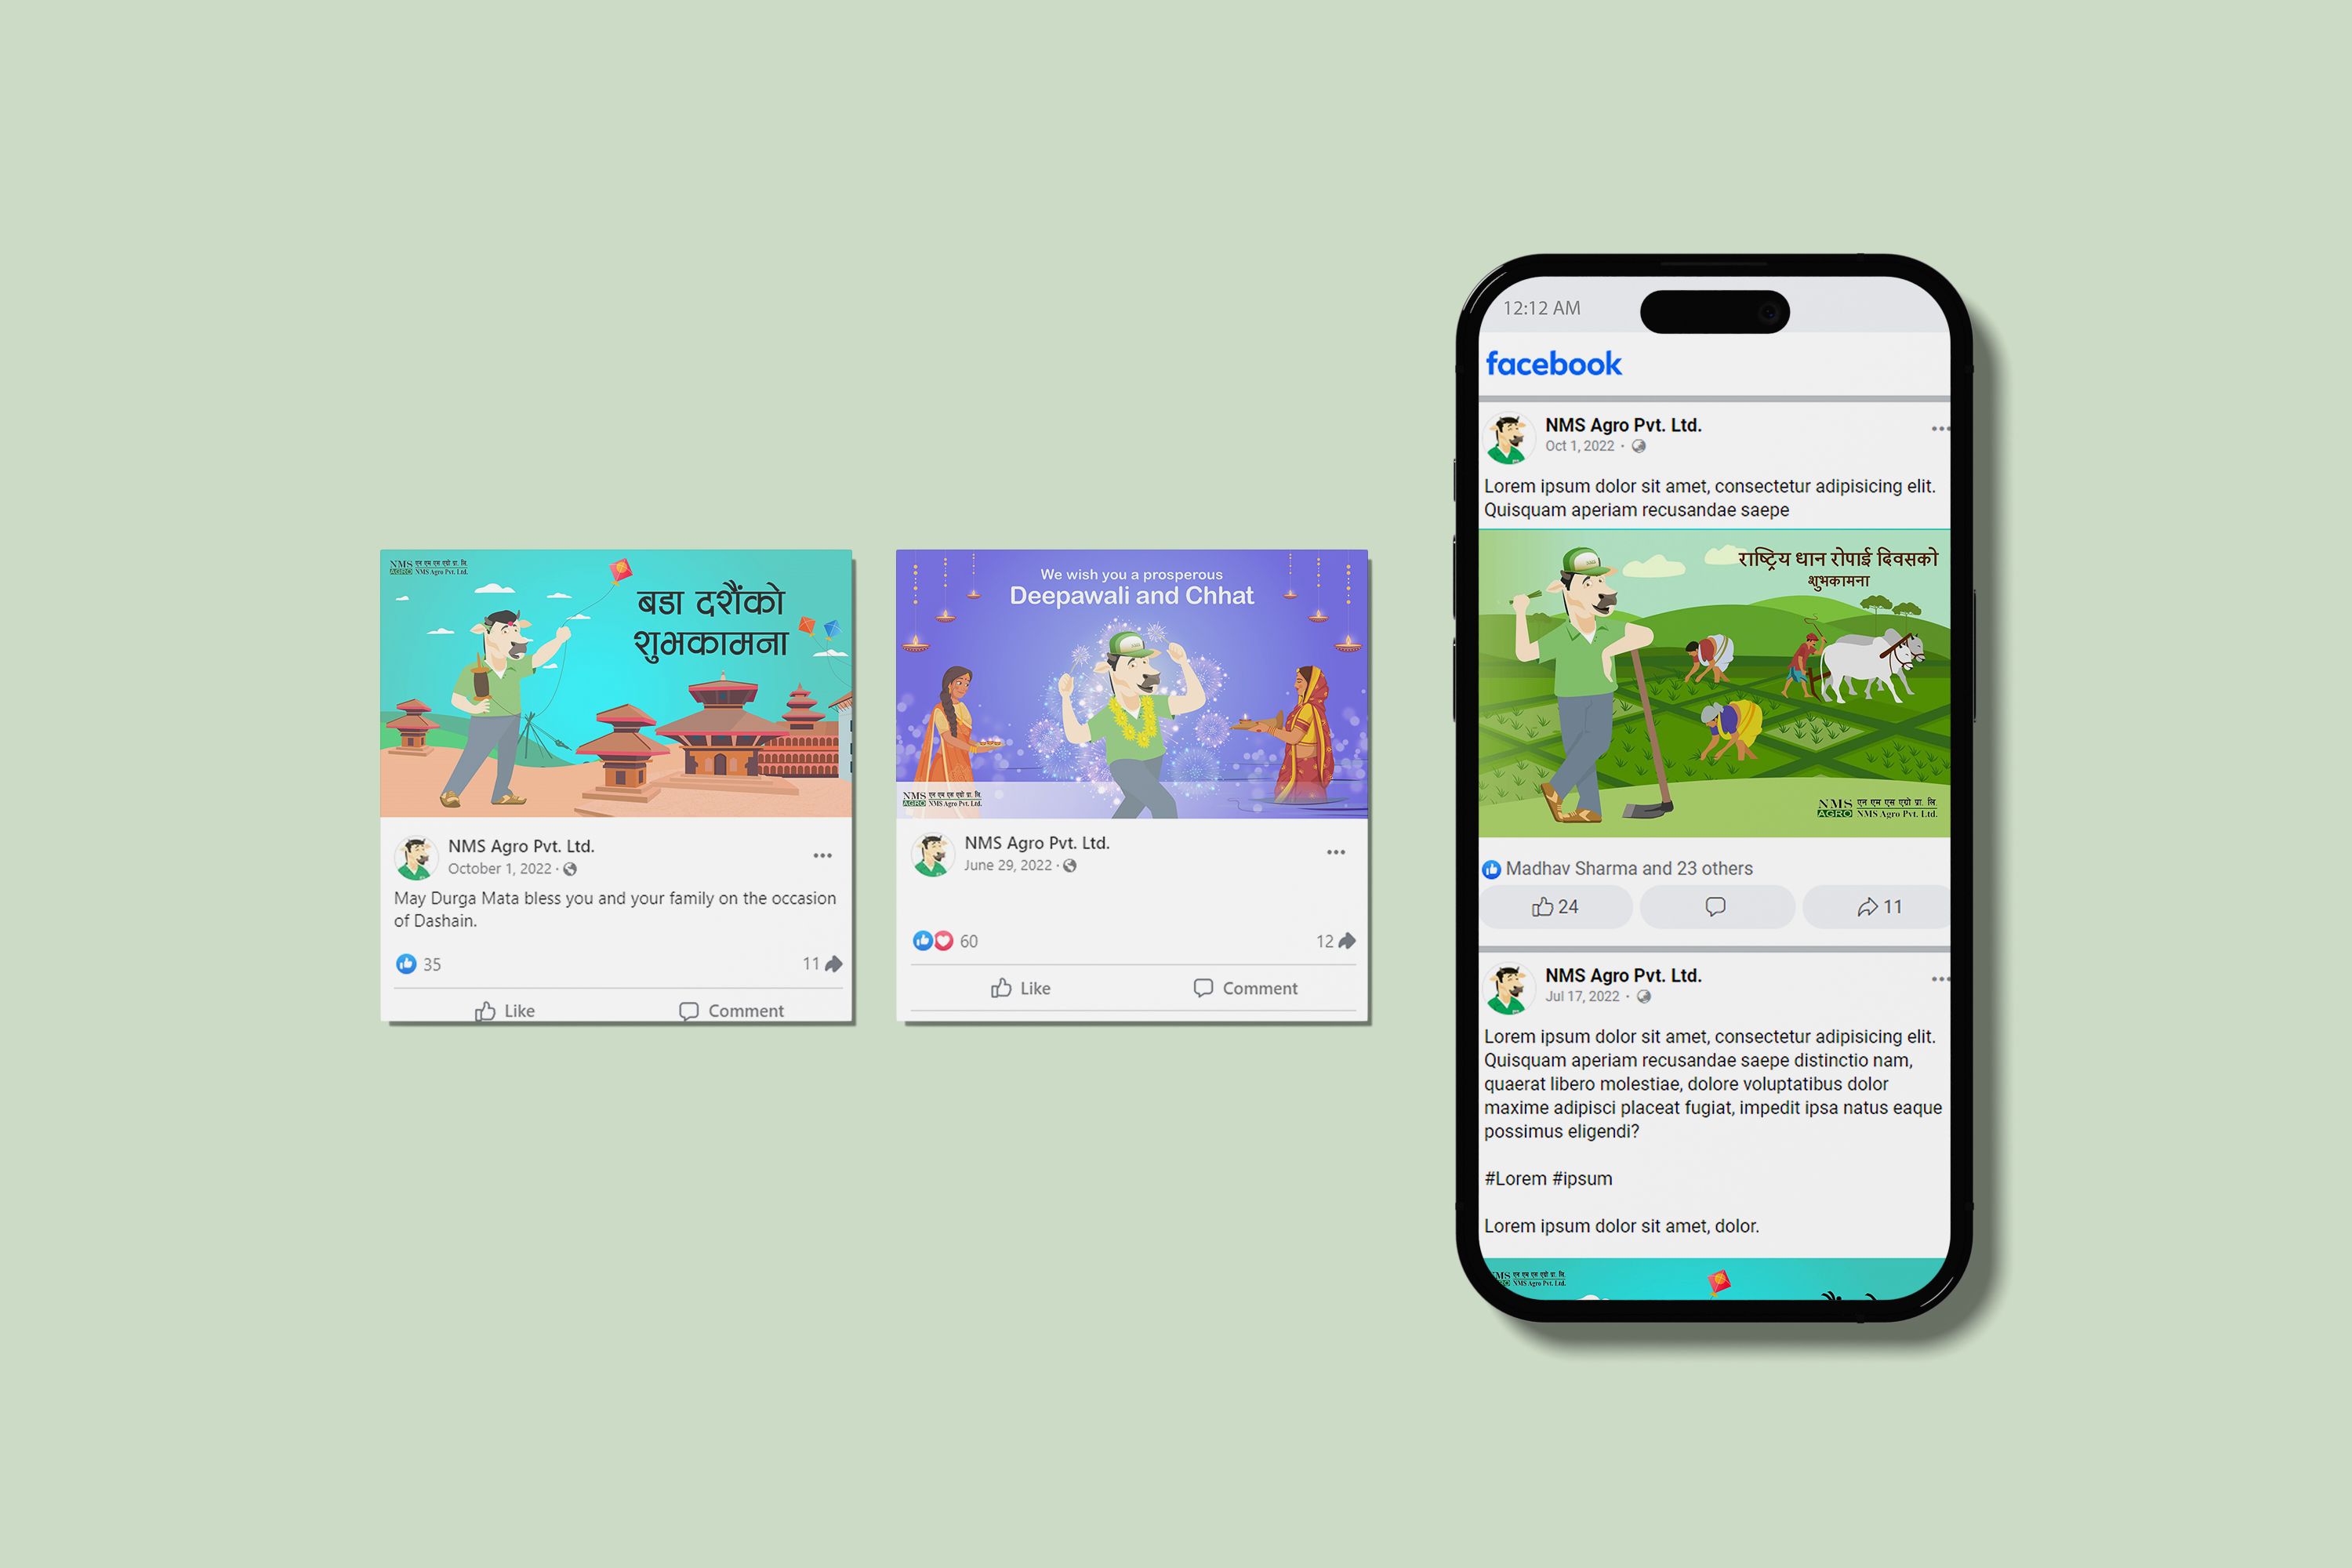 NMS एन एम एस एग्रो प्रा. लि.
AGRO NMS Agro Pvt. Ltd.
बडा दशैंको
शुभकामना
NMS Agro Pvt. Ltd.
October 1, 2022 ·
May Durga Mata bless you and your family on the occasion
of Dashain.
35
11
Like
Comment
We wish you a prosperous
Deepawali and Chhat
NMS एन एम एस एग्रो प्रा. लि.
AGRO NMS Agro Pvt. Ltd.
NMS Agro Pvt. Ltd.
June 29, 2022 ·
60
12
Like
Comment
12:12 AM
facebook
NMS Agro Pvt. Ltd.
Oct 1, 2022 ·
Lorem ipsum dolor sit amet, consectetur adipisicing elit.
Quisquam aperiam recusandae saepe
राष्ट्रिय धान रोपाई दिवसको
शुभकामना
NMS एन एम एस एग्रो प्रा. लि.
AGRO NMS Agro Pvt. Ltd.
Madhav Sharma and 23 others
24
11
NMS Agro Pvt. Ltd.
Jul 17, 2022 ·
Lorem ipsum dolor sit amet, consectetur adipisicing elit.
Quisquam aperiam recusandae saepe distinctio nam,
quaerat libero molestiae, dolore voluptatibus dolor
maxime adipisci placeat fugiat, impedit ipsa natus eaque
possimus eligendi?
#Lorem #ipsum
Lorem ipsum dolor sit amet, dolor.
NMS एन एम एस एग्रो प्रा. लि.
NMS Agro Pvt. Ltd.